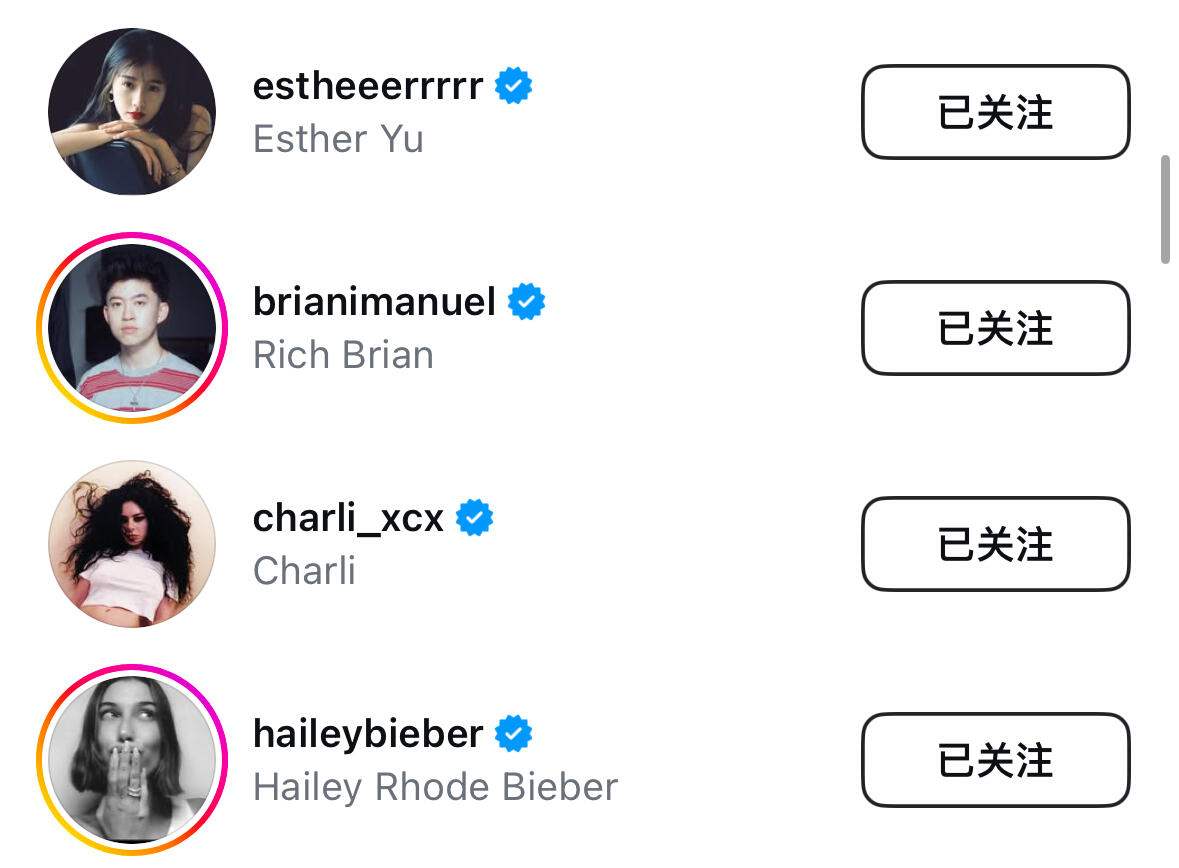 estheeerrrrr
Esther Yu
已关注
brianimanuel
Rich Brian
已关注
charli_xcx
Charli
已关注
haileybieber
Hailey Rhode Bieber
已关注